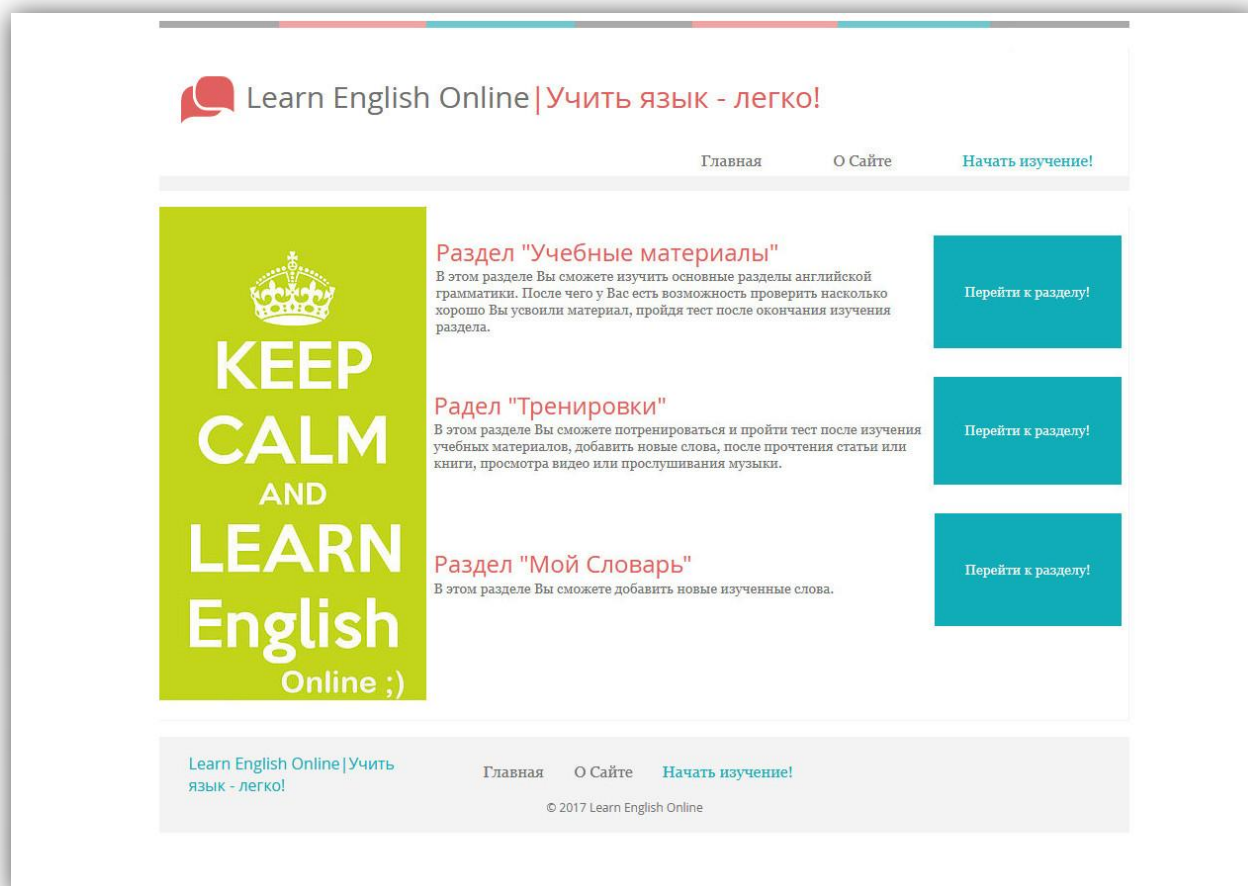 Learn English Online|Учить язык - легко!
Главная О Сайте Начать изучение!
KEEP
CALM
AND
LEARN
English
Online ;)
Раздел "Учебные материалы"
В этом разделе Вы сможете изучить основные разделы английской
грамматики. После чего у Вас есть возможность проверить насколько
хорошо Вы усвоили материал, пройдя тест после окончания изучения
раздела.
Перейти к разделу!
Радел "Тренировки"
В этом разделе Вы сможете потренироваться и пройти тест после изучения
учебных материалов, добавить новые слова, после прочтения статьи или
книги, просмотра видео или прослушивания музыки.
Перейти к разделу!
Раздел "Мой Словарь"
В этом разделе Вы сможете добавить новые изученные слова.
Перейти к разделу!
Learn English Online|Учить
язык - легко!
Главная О Сайте Начать изучение!
© 2017 Learn English Online